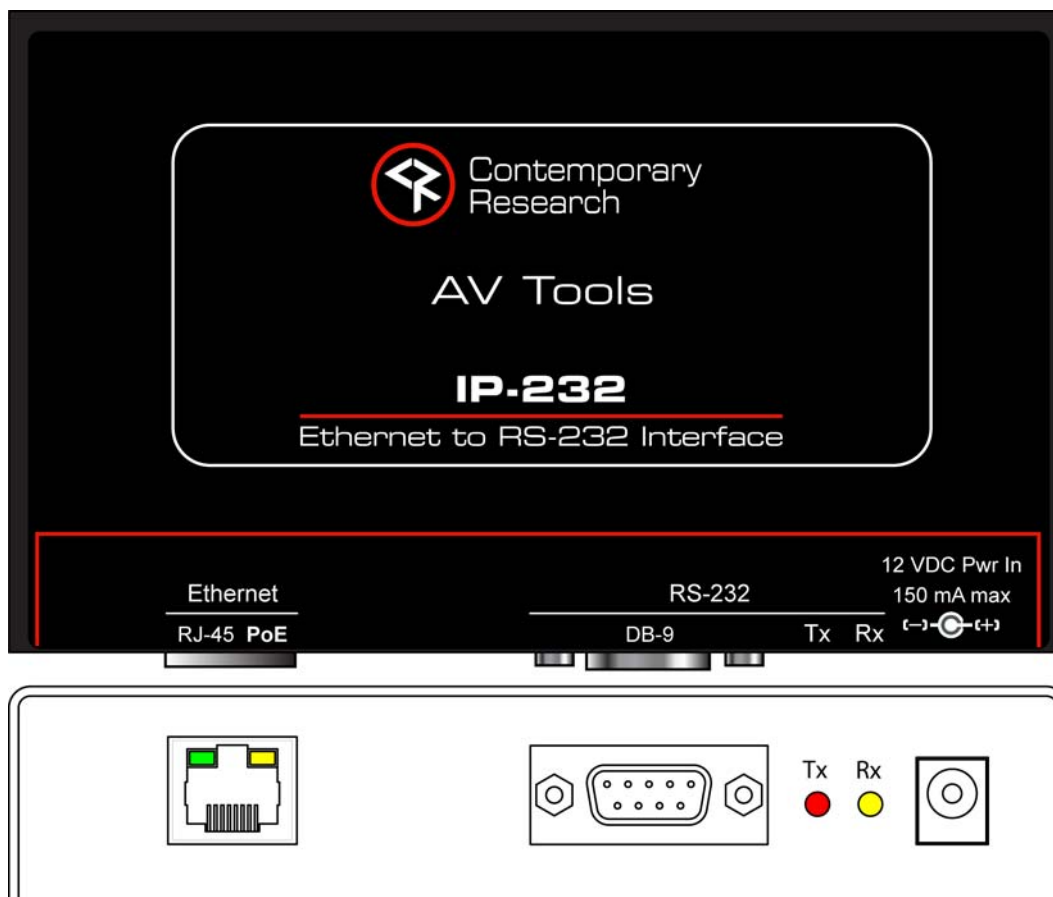 Contemporary
Research
AV Tools
IP-232
Ethernet to RS-232 Interface
12 VDC Pwr In
Ethernet
RS-232
150 mA max
RJ-45 PoE
DB-9
Tx
Rx
(–)
(+)
Tx
Rx